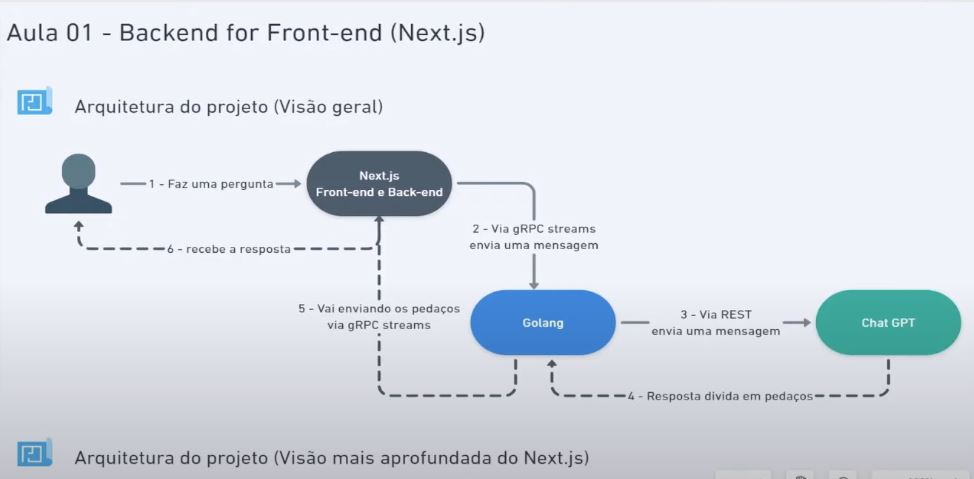 Aula 01 - Backend for Front-end (Next.js)
Arquitetura do projeto (Visão geral)
1 - Faz uma pergunta
Next.js
Front-end e Back-end
2 - Via gRPC streams
envia uma mensagem
6 - recebe a resposta
5 - Vai enviando os pedaços
via gRPC streams
Golang
3 - Via REST
envia uma mensagem
Chat GPT
4 - Resposta divida em pedaços
Arquitetura do projeto (Visão mais aprofundada do Next.js)